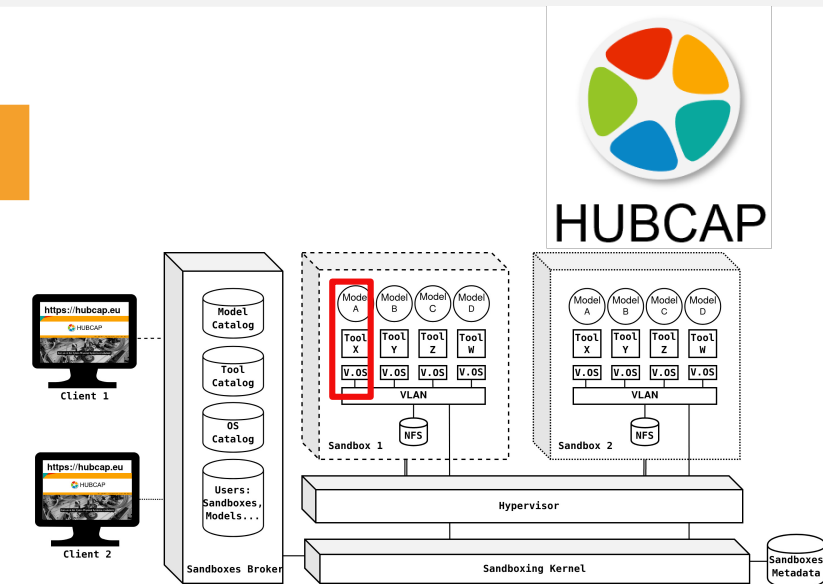 HUBCAP
https://hubcap.eu
HUBCAP
Client 1
https://hubcap.eu
HUBCAP
Client 2
Model
Catalog
Tool
Catalog
OS
Catalog
Users:
Sandboxes,
Models...
Sandboxes Broker
Model
A
Model
B
Model
C
Model
D
Tool
X
Tool
Y
Tool
Z
Tool
W
V.OS
V.OS
V.OS
V.OS
VLAN
NFS
Sandbox 1
Model
A
Model
B
Model
C
Model
D
Tool
X
Tool
Y
Tool
Z
Tool
W
V.OS
V.OS
V.OS
V.OS
VLAN
NFS
Sandbox 2
Hypervisor
Sandboxing Kernel
Sandboxes
Metadata